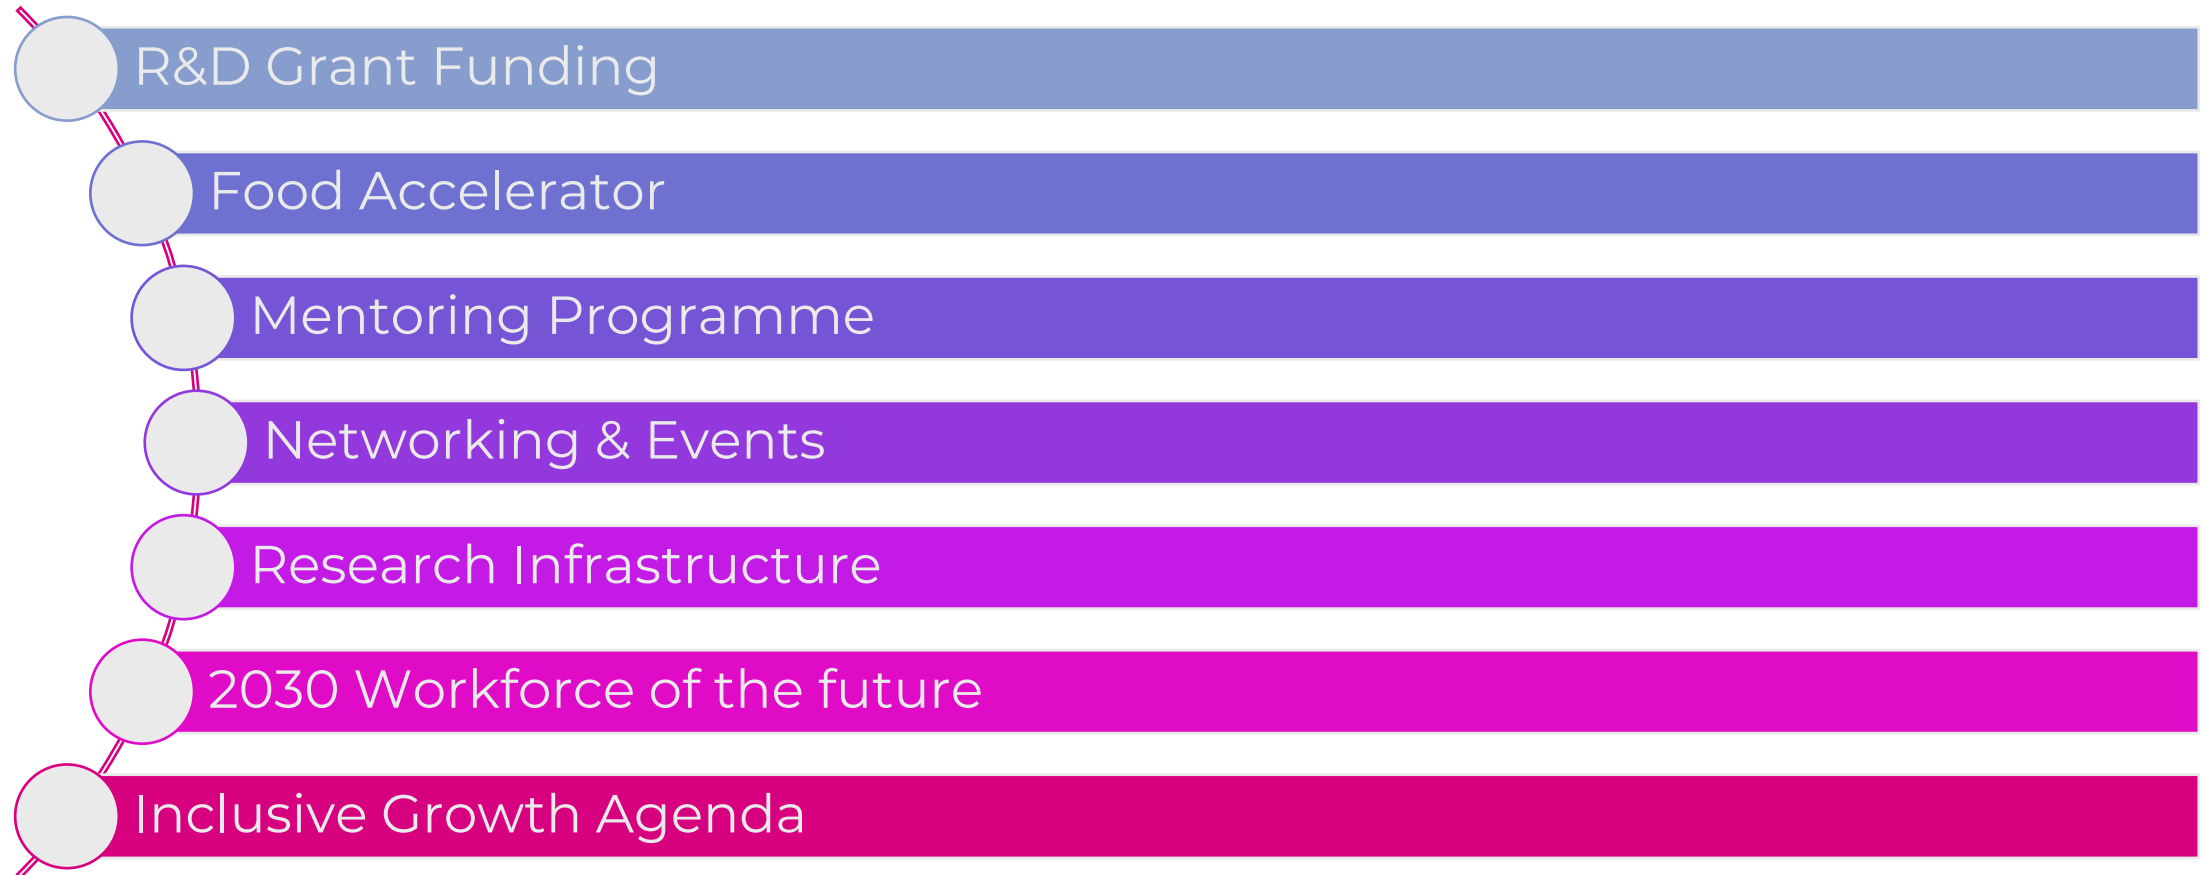 R&D Grant Funding
Food Accelerator
Mentoring Programme
Networking & Events
Research Infrastructure
2030 Workforce of the future
Inclusive Growth Agenda